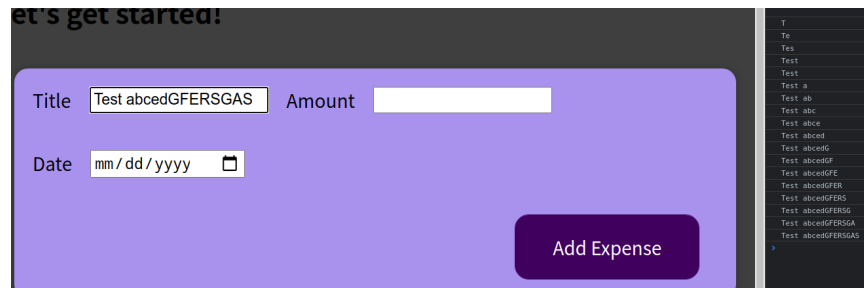 et's get started!
Title Test abcedGFERSGAS Amount
Date mm/dd/yyyy
Add Expense
T
Te
Tes
Test
Test
Test a
Test ab
Test abc
Test abce
Test abced
Test abcedG
Test abcedGF
Test abcedGFE
Test abcedGFER
Test abcedGFERS
Test abcedGFERSG
Test abcedGFERSGA
Test abcedGFERSGAS
>